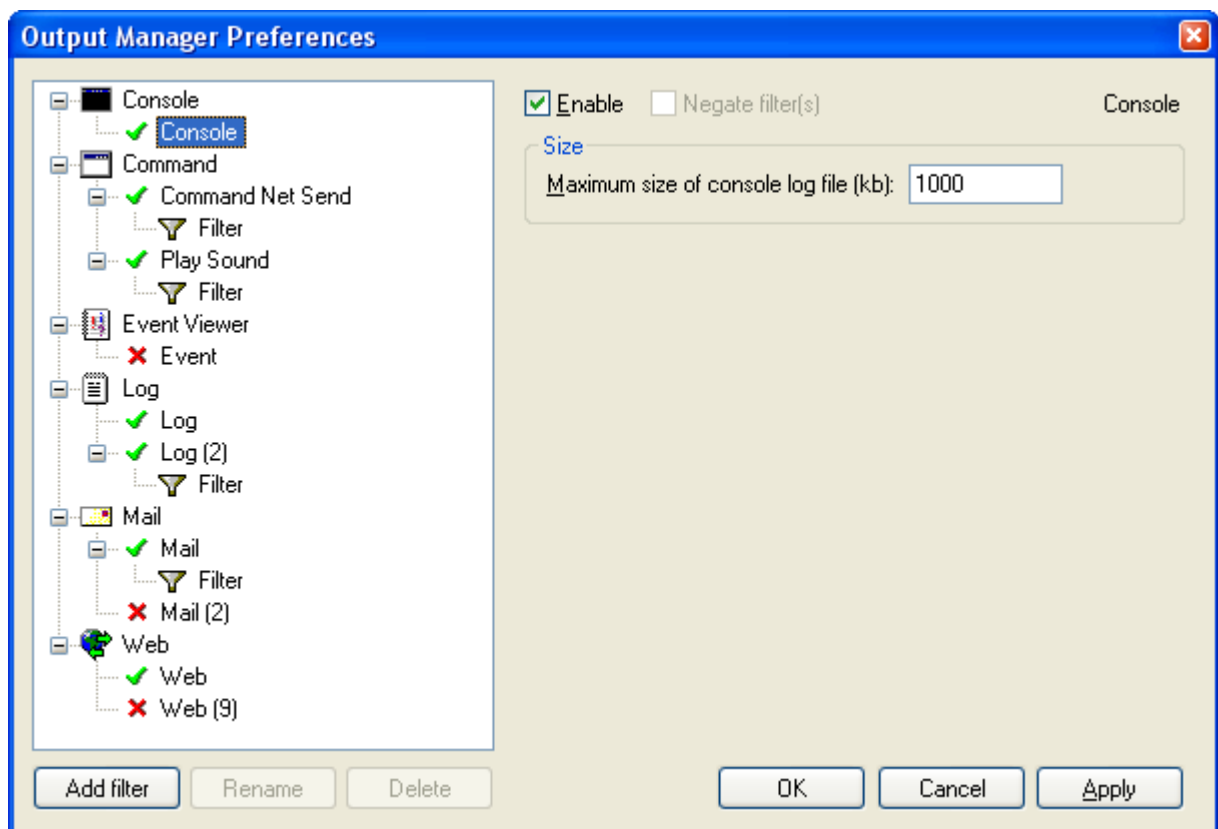 Output Manager Preferences
Console
Console
Command
Command Net Send
Filter
Play Sound
Filter
Event Viewer
Event
Log
Log
Log (2)
Filter
Mail
Mail
Filter
Mail (2)
Web
Web
Web (9)
Enable Negate filter(s) Console
Size
Maximum size of console log file (kb): 1000
Add filter Rename Delete OK Cancel Apply